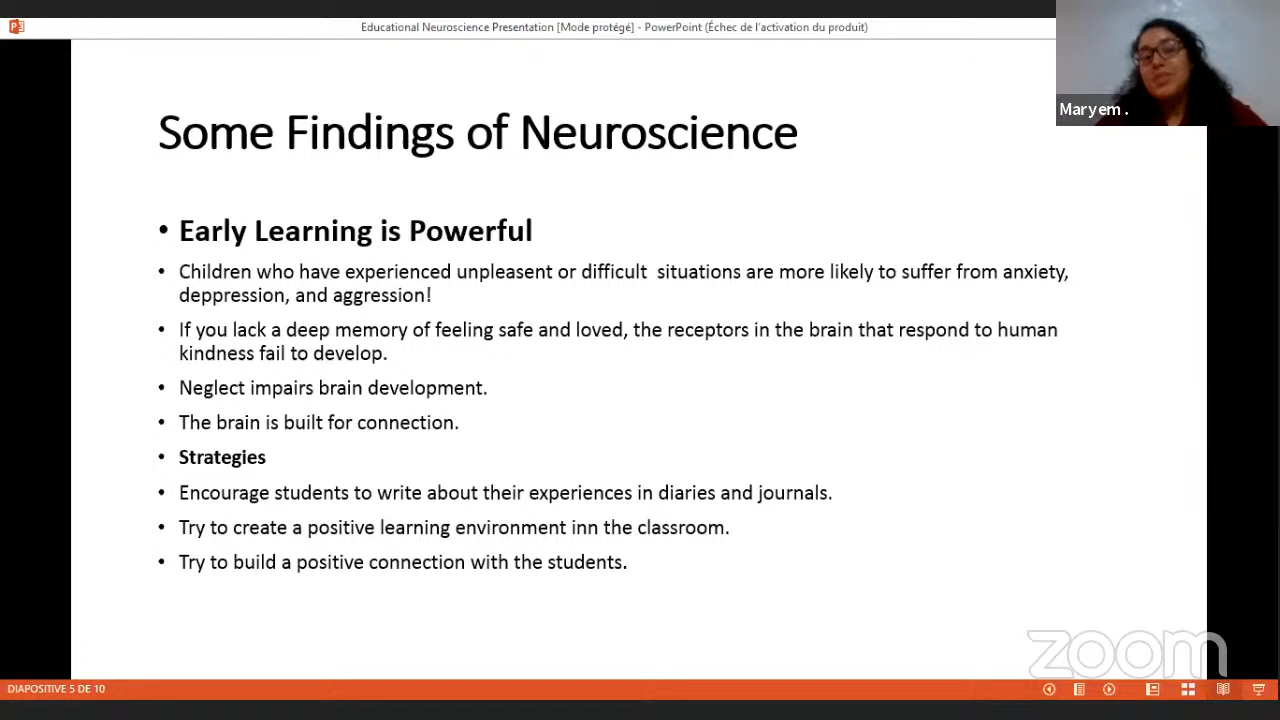 Educational Neuroscience Presentation [Mode protégé] - PowerPoint (Échec de l'activation du produit)
Maryem .
Some Findings of Neuroscience
• Early Learning is Powerful
• Children who have experienced unpleasent or difficult situations are more likely to suffer from anxiety,
deppression, and aggression!
• If you lack a deep memory of feeling safe and loved, the receptors in the brain that respond to human
kindness fail to develop.
• Neglect impairs brain development.
• The brain is built for connection.
• Strategies
• Encourage students to write about their experiences in diaries and journals.
• Try to create a positive learning environment inn the classroom.
• Try to build a positive connection with the students.
zoom
DIAPOSITIVE 5 DE 10